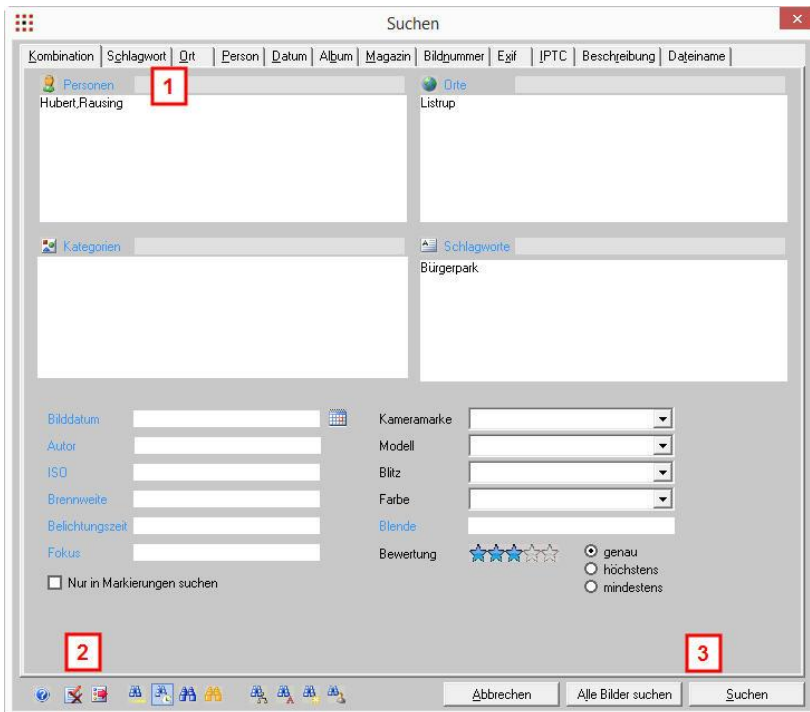 Suchen
Kombination Schlagwort Ort Person Datum Album Magazin Bildnummer Exif IPTC Beschreibung Dateiname
1
Personen Orte
Hubert,Rausing Listrup
Kategorien Schlagworte
Bürgerpark
Bilddatum Kameramarke
Autor Modell
ISO Blitz
Brennweite Farbe
Belichtungszeit Blende
Fokus Bewertung genau
höchstens
Nur in Markierungen suchen mindestens
2 3
Abbrechen Alle Bilder suchen Suchen